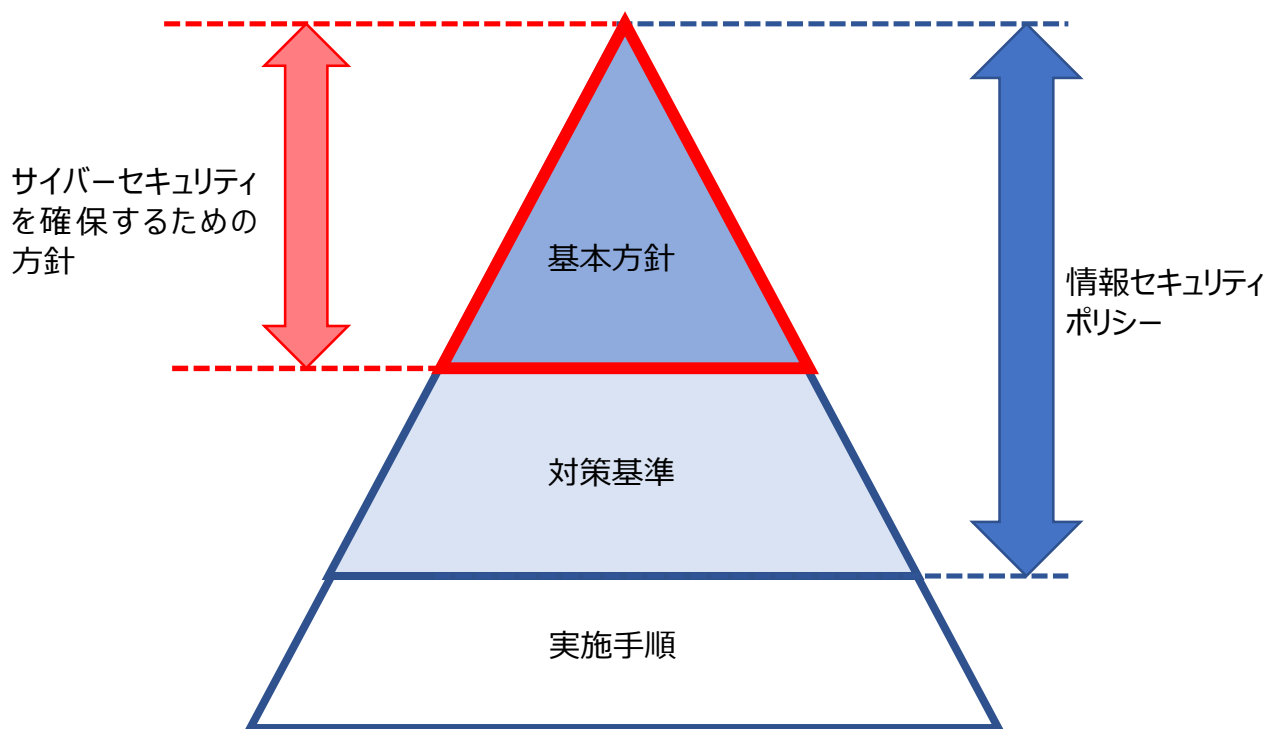 サイバーセキュリティ
を確保するための
方針
基本方針
情報セキュリティ
ポリシー
対策基準
実施手順